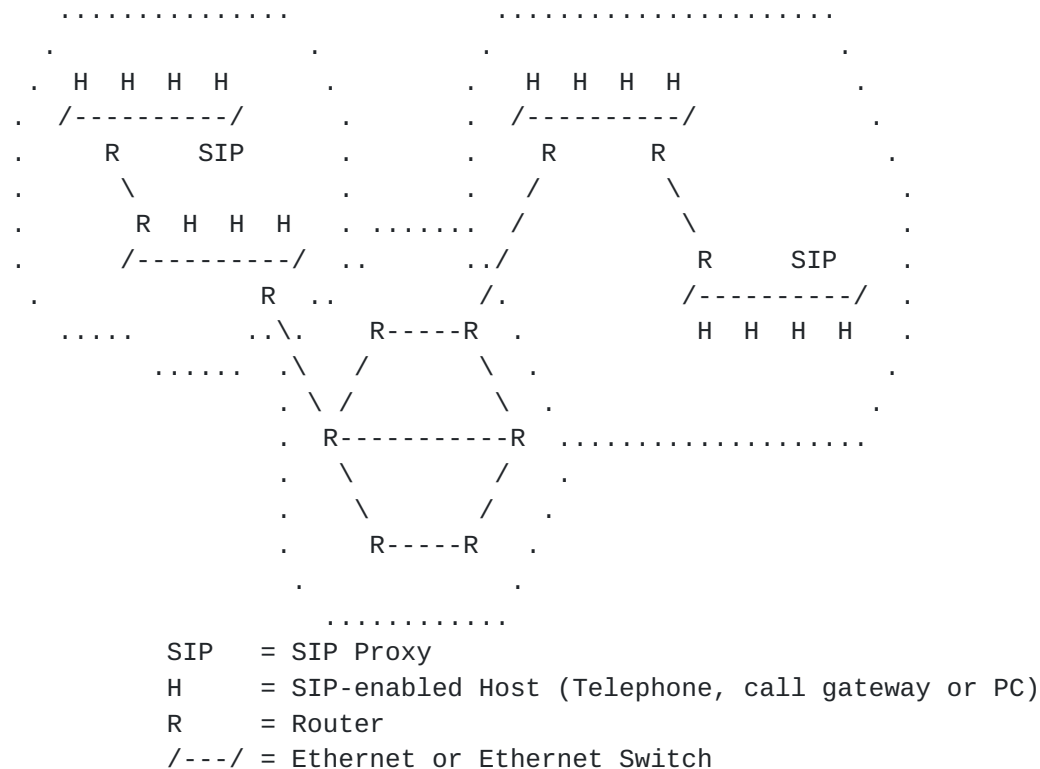 ...............                           ......................
.                 .           .                       .
.  H  H  H  H       .         .   H  H  H  H            .
.  /----------/       .       .  /----------/            .
.     R     SIP       .       .    R      R               .
.      \              .       .   /        \               .
.       R  H  H  H   . .......  /          \              .
.      /----------/  ..      ../            R     SIP    .
.              R  ..         /.            /----------/  .
.....       ..\.    R-----R  .           H  H  H  H   .
......  .\   /       \  .                       .
. \ /         \  .                     .
.  R-----------R  ....................
.   \         /   .
.    \       /   .
.     R-----R   .
.             .
............
SIP   = SIP Proxy
H     = SIP-enabled Host (Telephone, call gateway or PC)
R     = Router
/---/ = Ethernet or Ethernet Switch